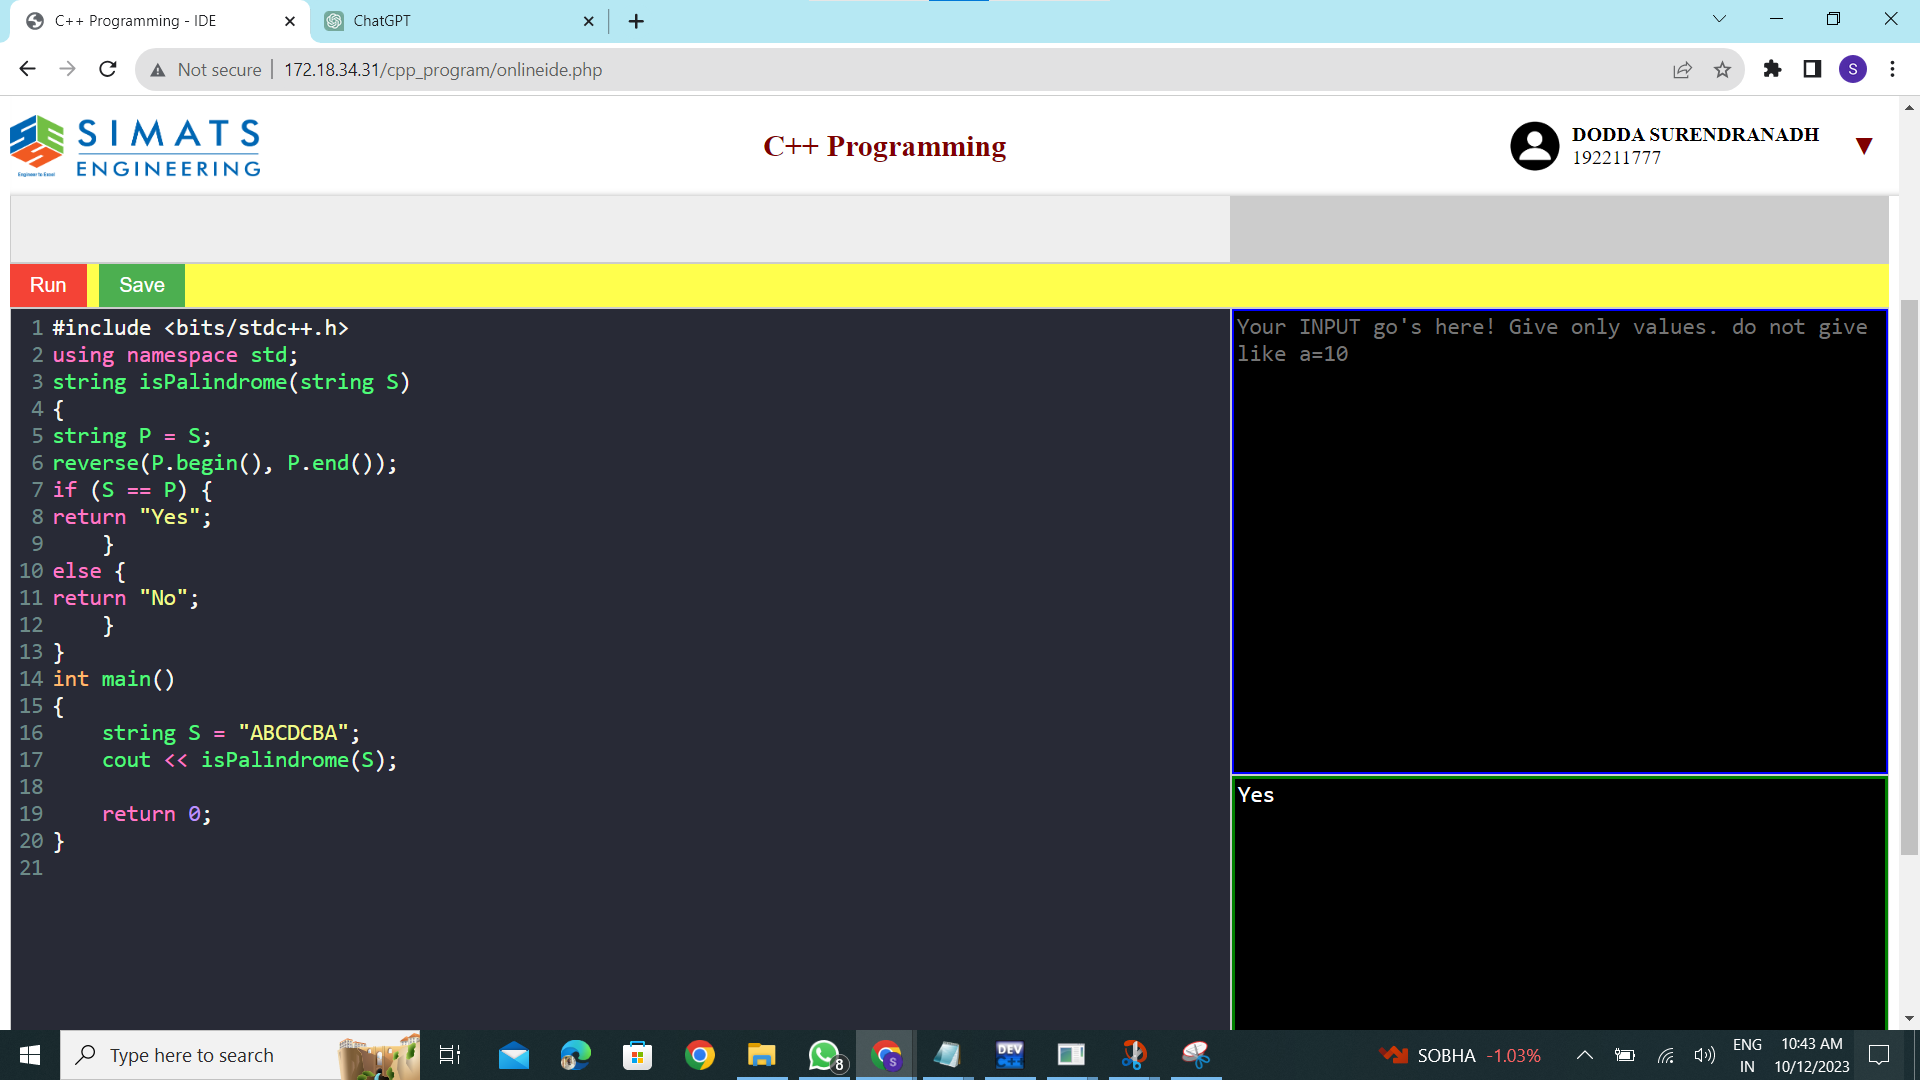 C++ Programming - IDE
ChatGPT
Not secure
172.18.34.31/cpp_program/onlineide.php
S
SIMATS
ENGINEERING
Engineer to Excel
C++ Programming
DODDA SURENDRANADH
192211777
Run
Save
1 #include <bits/stdc++.h>
2 using namespace std;
3 string isPalindrome(string S)
4 {
5 string P = S;
6 reverse(P.begin(), P.end());
7 if (S == P) {
8 return "Yes";
9     }
10 else {
11 return "No";
12     }
13 }
14 int main()
15 {
16     string S = "ABCDCBA";
17     cout << isPalindrome(S);
18
19     return 0;
20 }
21
Your INPUT go's here! Give only values. do not give
like a=10
Yes
Type here to search
8
S
DEV
C++
SOBHA -1.03%
ENG
IN
10:43 AM
10/12/2023